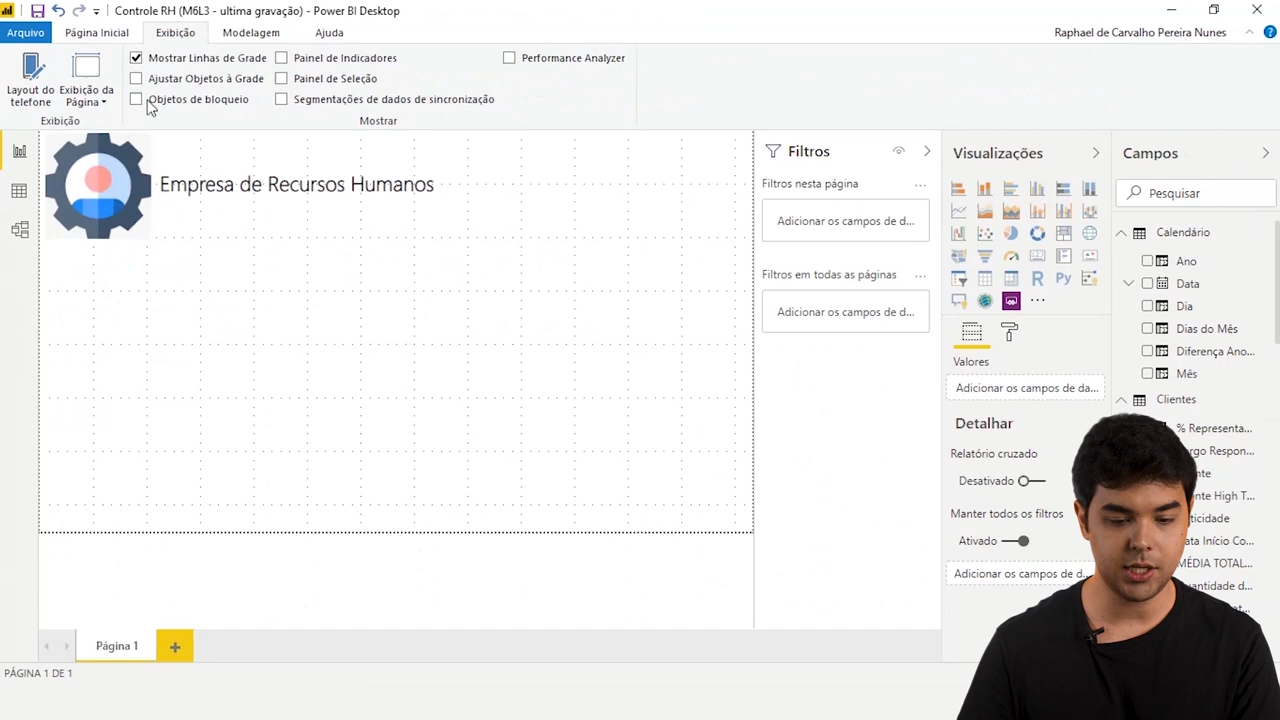 Controle RH (M6L3 - ultima gravação) - Power BI Desktop
Arquivo
Página Inicial
Exibição
Modelagem
Ajuda
Raphael de Carvalho Pereira Nunes
Layout do
telefone
Exibição da
Página
Exibição
Mostrar Linhas de Grade
Ajustar Objetos à Grade
Objetos de bloqueio
Painel de Indicadores
Painel de Seleção
Segmentações de dados de sincronização
Performance Analyzer
Mostrar
Empresa de Recursos Humanos
Filtros
Filtros nesta página
...
Adicionar os campos de d...
Filtros em todas as páginas
...
Adicionar os campos de d...
Visualizações
R
Py
...
Valores
Adicionar os campos de da...
Detalhar
Relatório cruzado
Desativado
Manter todos os filtros
Ativado
Adicionar os campos de d...
Campos
Pesquisar
Calendário
Ano
Data
Dia
Dias do Mês
Diferença Ano...
Mês
Clientes
% Representa...
MÉDIA TOTAL...
Página 1
PÁGINA 1 DE 1